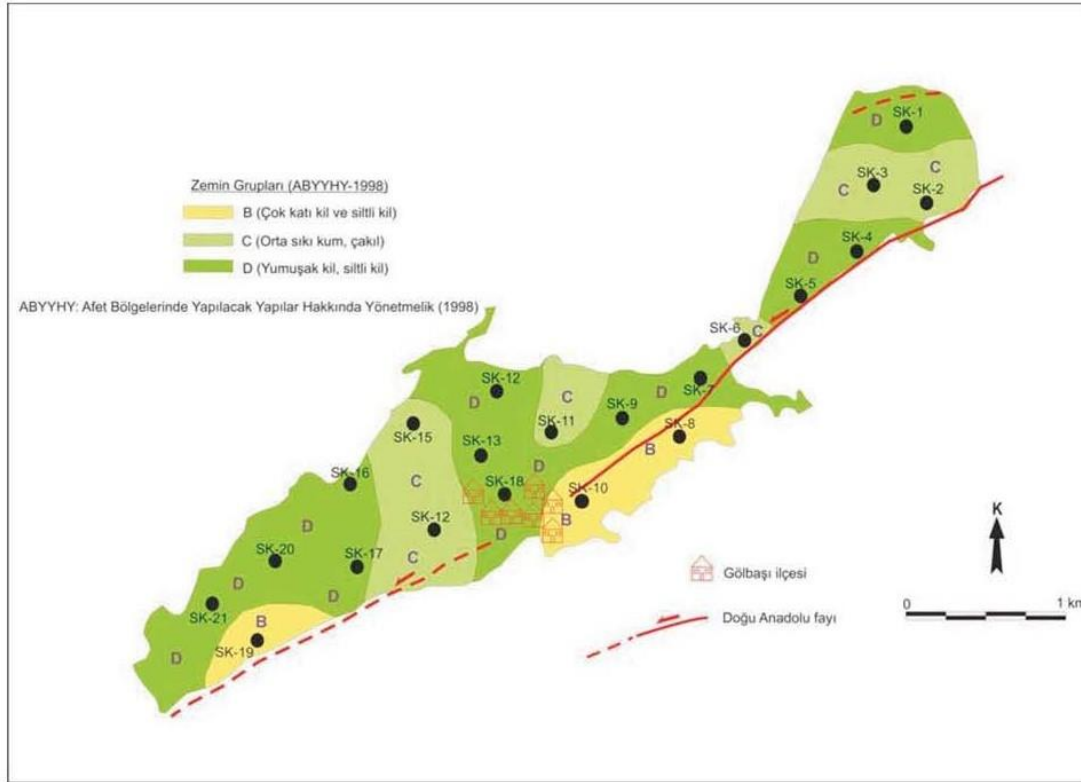 SK-1
D
C
SK-3
C
SK-2
Zemin Grupları (ABYYHY-1998)
B (Çok katı kil ve siltli kil)
C (Orta sıkı kum, çakıl)
D (Yumuşak kil, siltli kil)
ABYYHY: Afet Bölgelerinde Yapılacak Yapılar Hakkında Yönetmelik (1998)
SK-4
D
SK-5
SK-6
C
SK-7
D
SK-12
D
C
SK-11
SK-9
SK-8
B
SK-15
SK-13
D
C
SK-16
SK-18
SK-10
B
D
SK-12
C
D
SK-20
SK-17
D
D
SK-21
B
SK-19
D
K
Gölbaşı ilçesi
0 1 km
Doğu Anadolu fayı